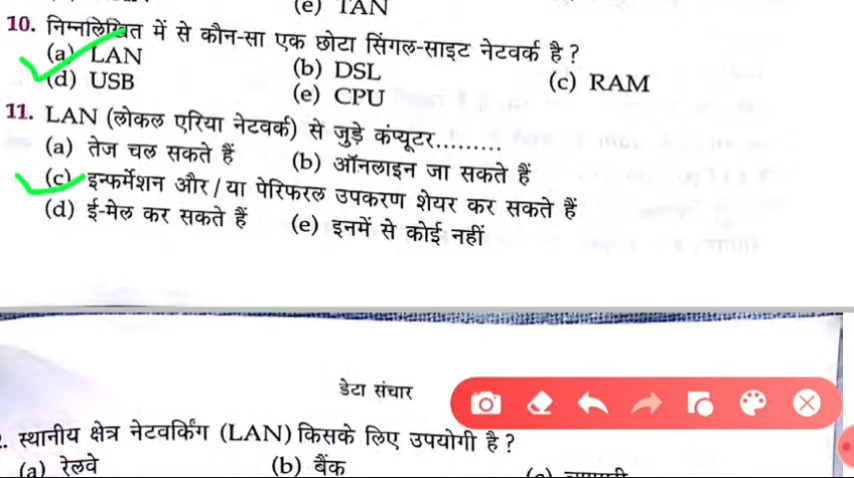 (e) TAN
10. निम्नलिखित में से कौन-सा एक छोटा सिंगल-साइट नेटवर्क है ?
(a) LAN (b) DSL (c) RAM
(d) USB (e) CPU
11. LAN (लोकल एरिया नेटवर्क) से जुड़े कंप्यूटर.........
(a) तेज चल सकते हैं (b) ऑनलाइन जा सकते हैं
(c) इन्फर्मेशन और/या पेरिफरल उपकरण शेयर कर सकते हैं
(d) ई-मेल कर सकते हैं (e) इनमें से कोई नहीं
डेटा संचार
. स्थानीय क्षेत्र नेटवर्किंग (LAN) किसके लिए उपयोगी है ?
(a) रेलवे (b) बैंक